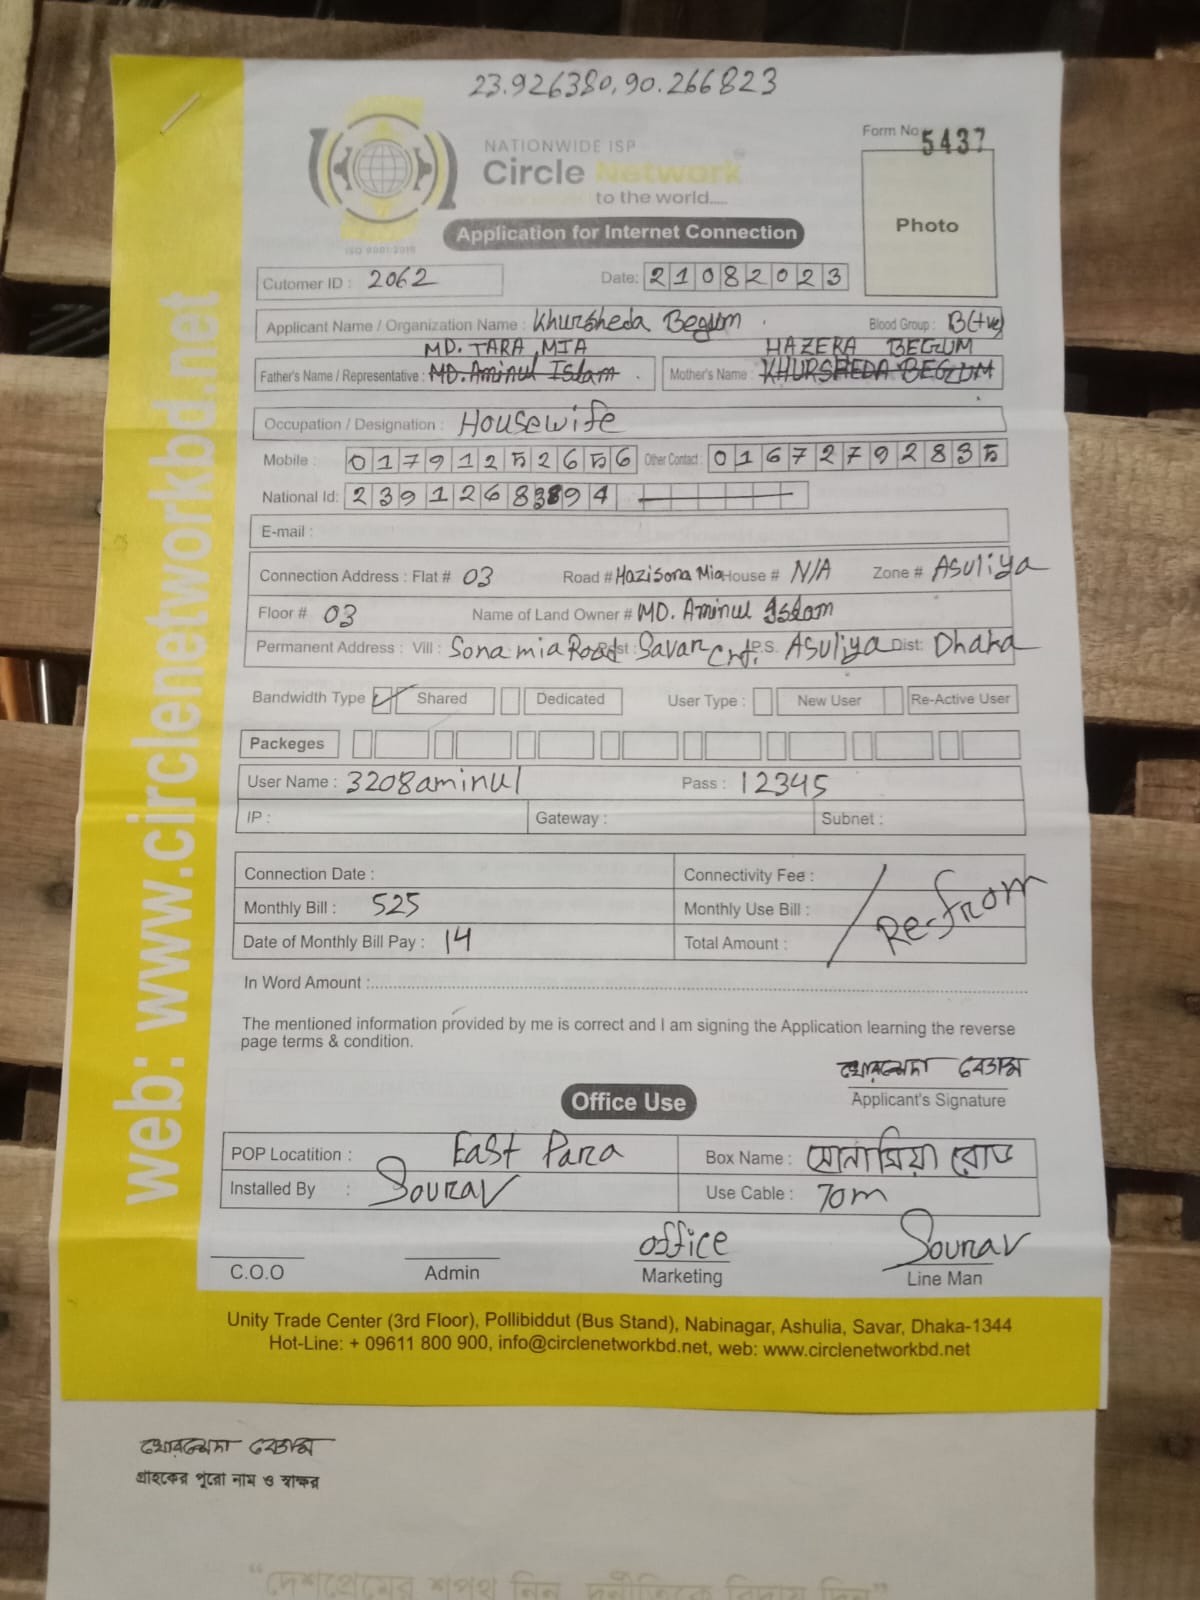 23.926380, 90.266823
Form No 5437
NATIONWIDE ISP
Circle Network
to the world.....
ISO 9001:2015
Photo
Application for Internet Connection
Cutomer ID : 2062 Date: 21082023
Applicant Name / Organization Name : Khursheda Begum Blood Group : B(+ve)
MD. TARA MIA HAZERA BEGUM
Father's Name / Representative : MD. Aminul Islam Mother's Name : KHURSHEDA BEGUM
Occupation / Designation : Housewife
Mobile : 01791252656 Other Contact : 01672792835
National Id: 2391268394
E-mail :
Connection Address : Flat # 03 Road # Hazi Sona Mia House # N/A Zone # Asuliya
Floor # 03 Name of Land Owner # MD. Aminul Islam
Permanent Address : Vill : Sona mia Road Post : Savar Cnt. P.S. Asuliya Dist: Dhaka
Bandwidth Type Shared Dedicated User Type : New User Re-Active User
Packeges
User Name : 3208aminul Pass : 12345
IP : Gateway : Subnet :
Connection Date : Connectivity Fee :
Monthly Bill : 525 Monthly Use Bill : Re-from
Date of Monthly Bill Pay : 14 Total Amount :
In Word Amount :
The mentioned information provided by me is correct and I am signing the Application learning the reverse
page terms & condition.
খোরশেদা বেগম
Applicant's Signature
Office Use
POP Locatition : East Para Box Name : সোনামিয়া রোড
Installed By : Sourav Use Cable : 70m
office Sourav
C.O.O Admin Marketing Line Man
Unity Trade Center (3rd Floor), Pollibiddut (Bus Stand), Nabinagar, Ashulia, Savar, Dhaka-1344
Hot-Line: + 09611 800 900, info@circlenetworkbd.net, web: www.circlenetworkbd.net
web: www.circlenetworkbd.net
খোরশেদা বেগম
গ্রাহকের পুরো নাম ও স্বাক্ষর
“দেশপ্রেমের শপথ নিন, দুর্নীতিকে বিদায় দিন”